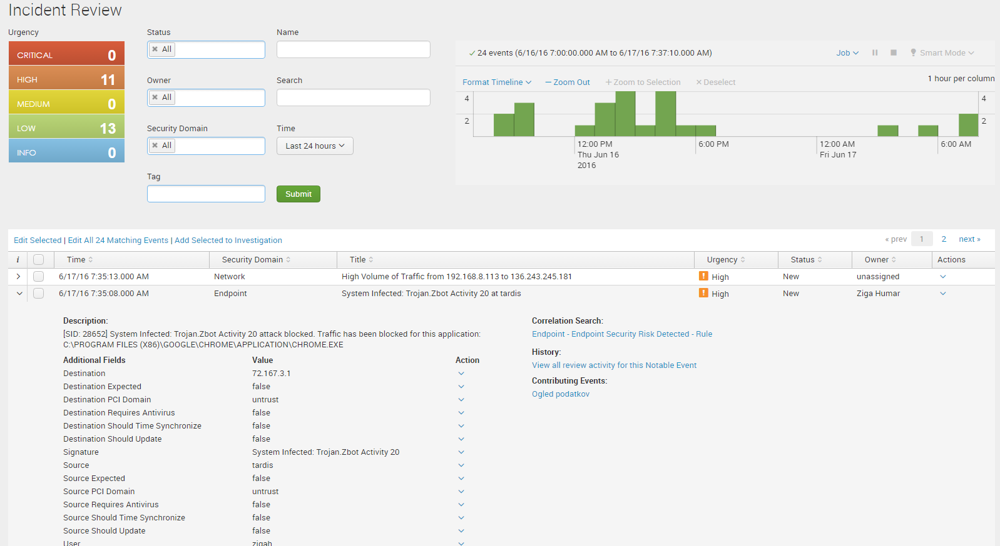 Incident Review
Urgency
CRITICAL 0
HIGH 11
MEDIUM 0
LOW 13
INFO 0
Status
All
Name
Owner
All
Search
Security Domain
All
Time
Last 24 hours
Tag
Submit
24 events (6/16/16 7:00:00.000 AM to 6/17/16 7:37:10.000 AM)
Job
Smart Mode
Format Timeline
— Zoom Out
+ Zoom to Selection
× Deselect
1 hour per column
4
2
4
2
12:00 PM
Thu Jun 16
2016
6:00 PM
12:00 AM
Fri Jun 17
6:00 AM
Edit Selected | Edit All 24 Matching Events | Add Selected to Investigation
« prev 1 2 next »
i Time Security Domain Title Urgency Status Owner Actions
6/17/16 7:35:13.000 AM Network High Volume of Traffic from 192.168.8.113 to 136.243.245.181 ! High New unassigned
6/17/16 7:35:08.000 AM Endpoint System Infected: Trojan.Zbot Activity 20 at tardis ! High New Ziga Humar
Description:
[SID: 28652] System Infected: Trojan.Zbot Activity 20 attack blocked. Traffic has been blocked for this application:
C:\PROGRAM FILES (X86)\GOOGLE\CHROME\APPLICATION\CHROME.EXE
Additional Fields Value Action
Destination 72.167.3.1
Destination Expected false
Destination PCI Domain untrust
Destination Requires Antivirus false
Destination Should Time Synchronize false
Destination Should Update false
Signature System Infected: Trojan.Zbot Activity 20
Source tardis
Source Expected false
Source PCI Domain untrust
Source Requires Antivirus false
Source Should Time Synchronize false
Source Should Update false
User zigah
Correlation Search:
Endpoint - Endpoint Security Risk Detected - Rule
History:
View all review activity for this Notable Event
Contributing Events:
Ogled podatkov